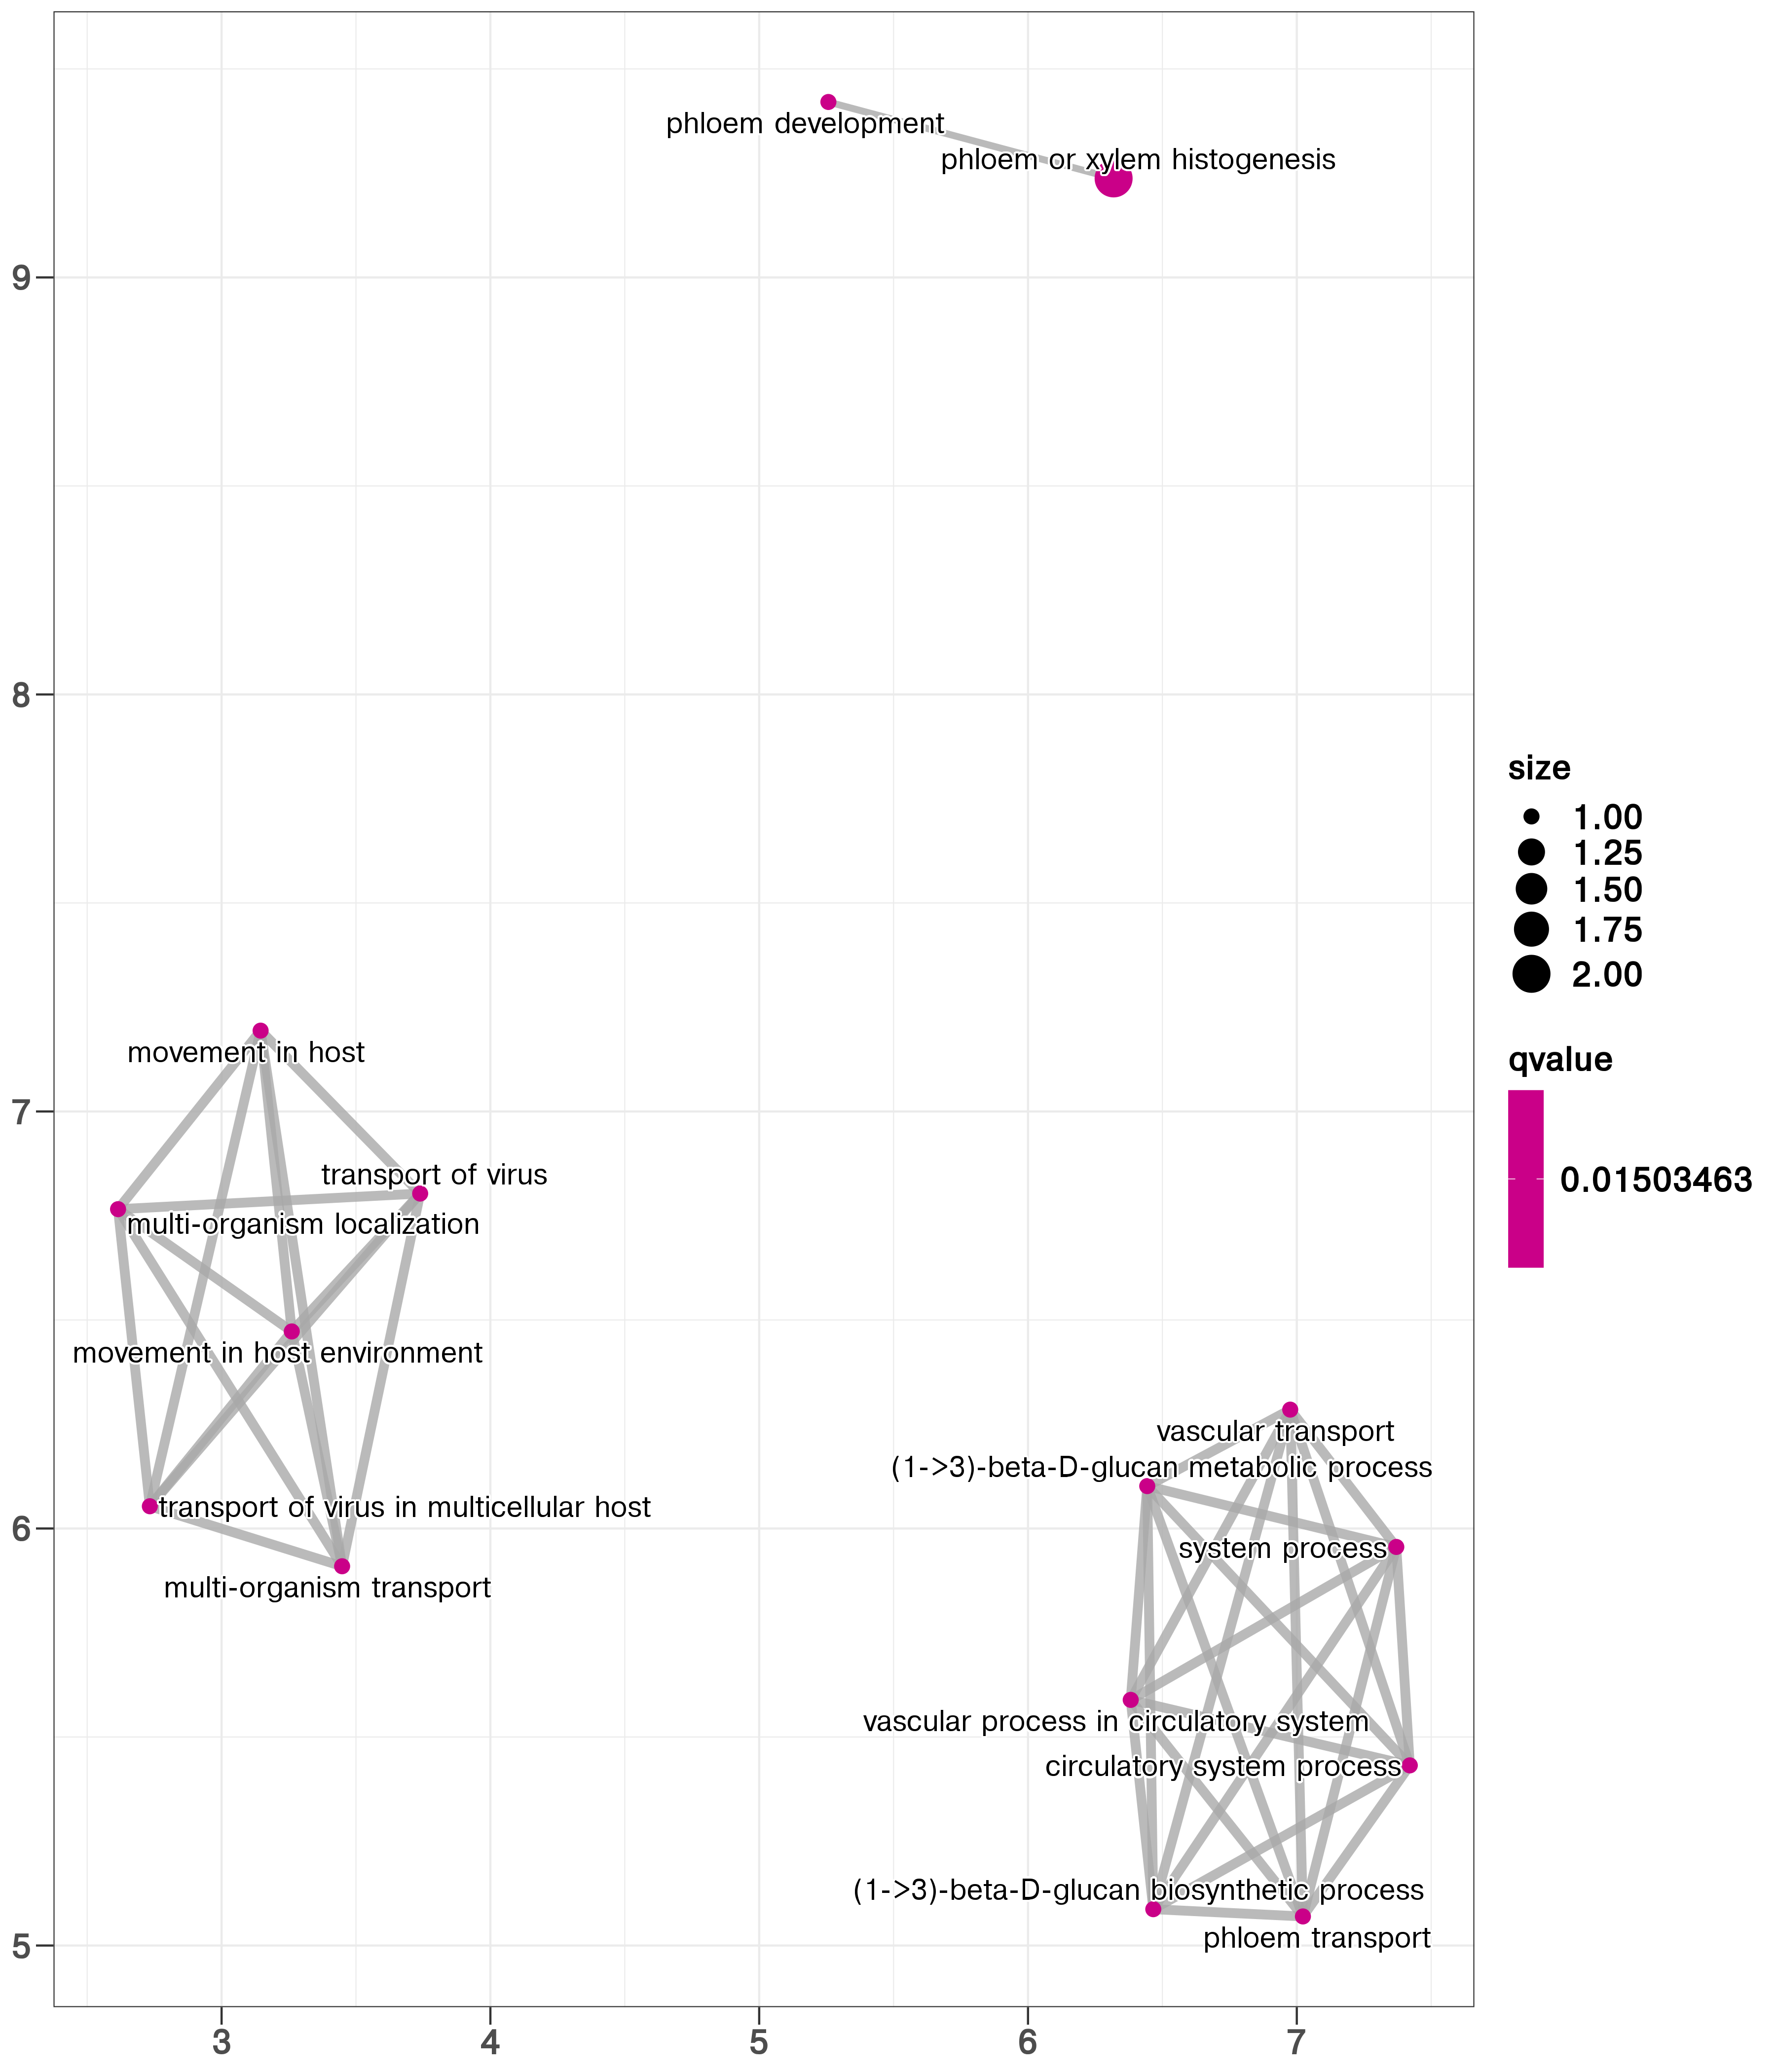 phloem development
phloem or xylem histogenesis
9
8
size
1.00
1.25
1.50
1.75
2.00
movement in host
qvalue
7
0.01503463
transport of virus
multi-organism localization
movement in host environment
vascular transport
(1->3)-beta-D-glucan metabolic process
transport of virus in multicellular host
6
system process
multi-organism transport
vascular process in circulatory system
circulatory system process
(1->3)-beta-D-glucan biosynthetic process
phloem transport
5
3 4 5 6 7